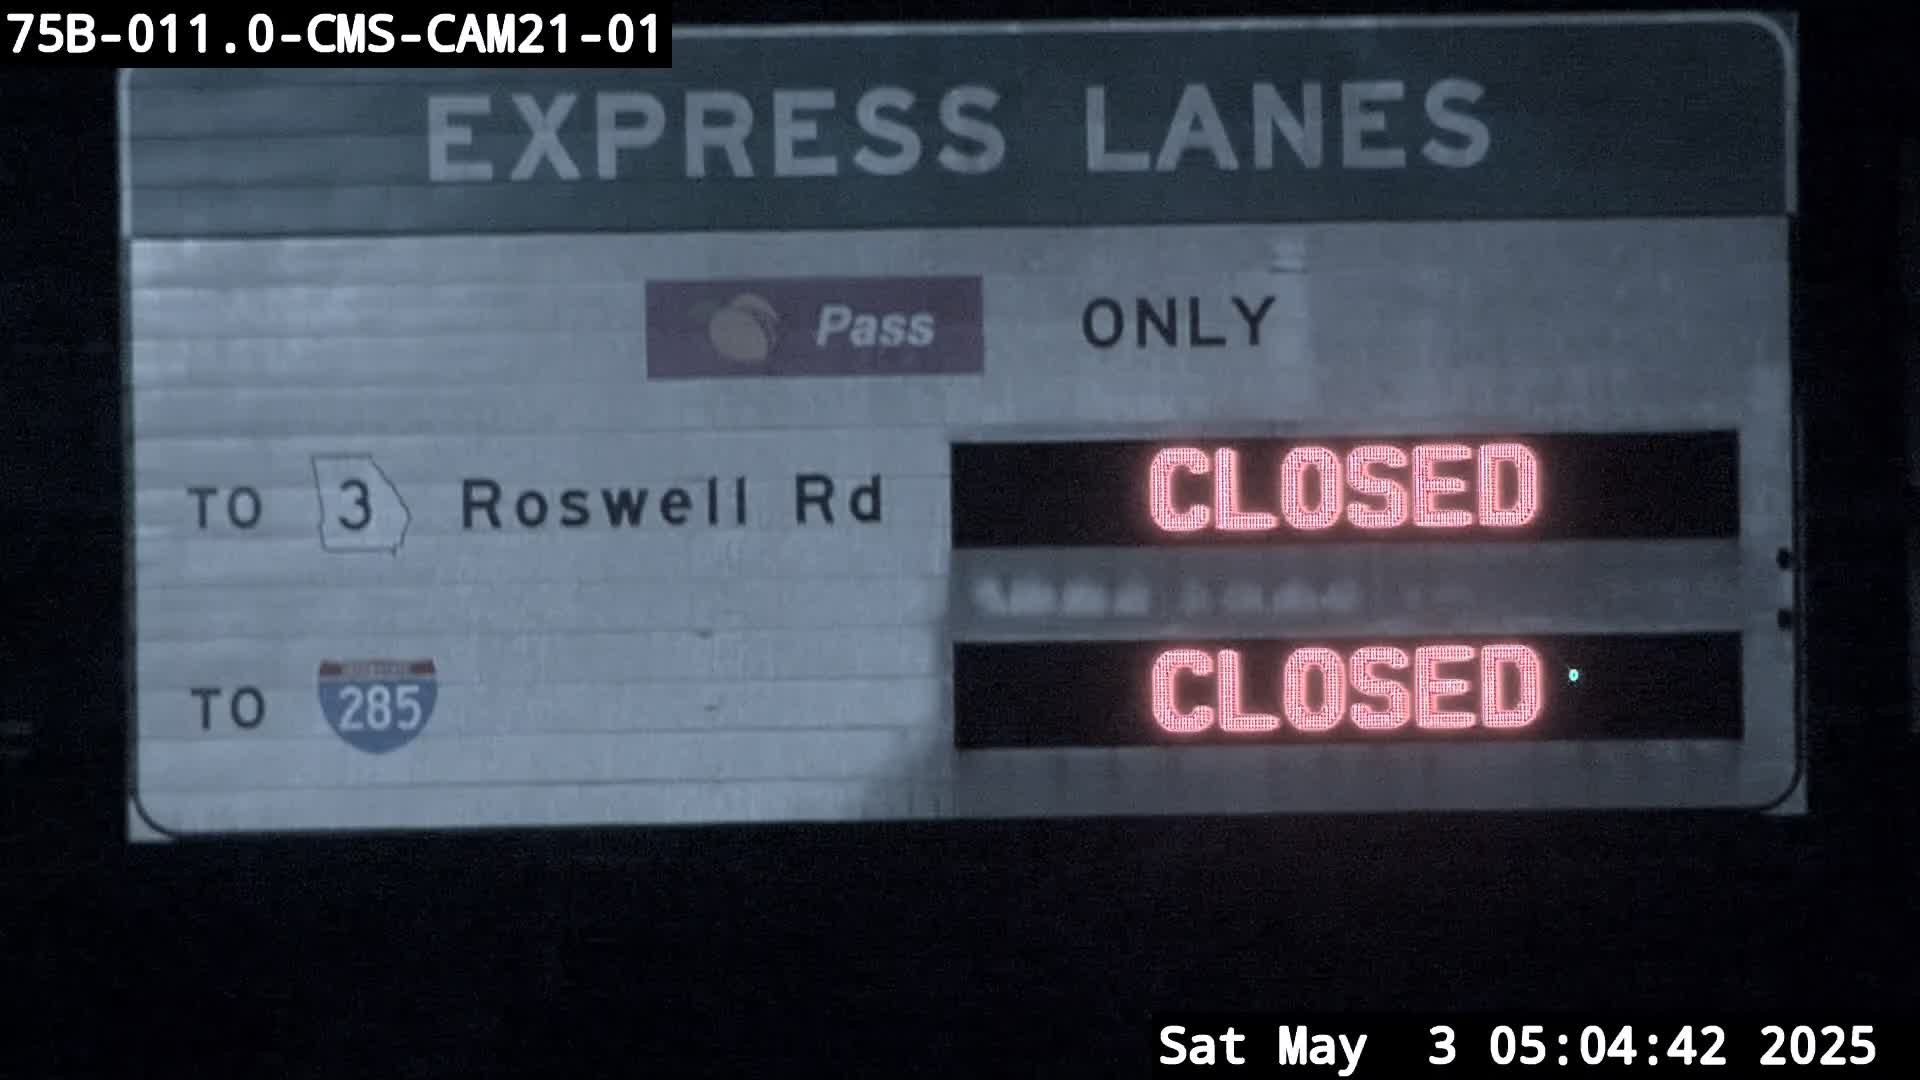 75B-011.0-CMS-CAM21-01
EXPRESS LANES
Pass ONLY
TO 3 Roswell Rd CLOSED
TO 285 CLOSED
Sat May 3 05:04:42 2025